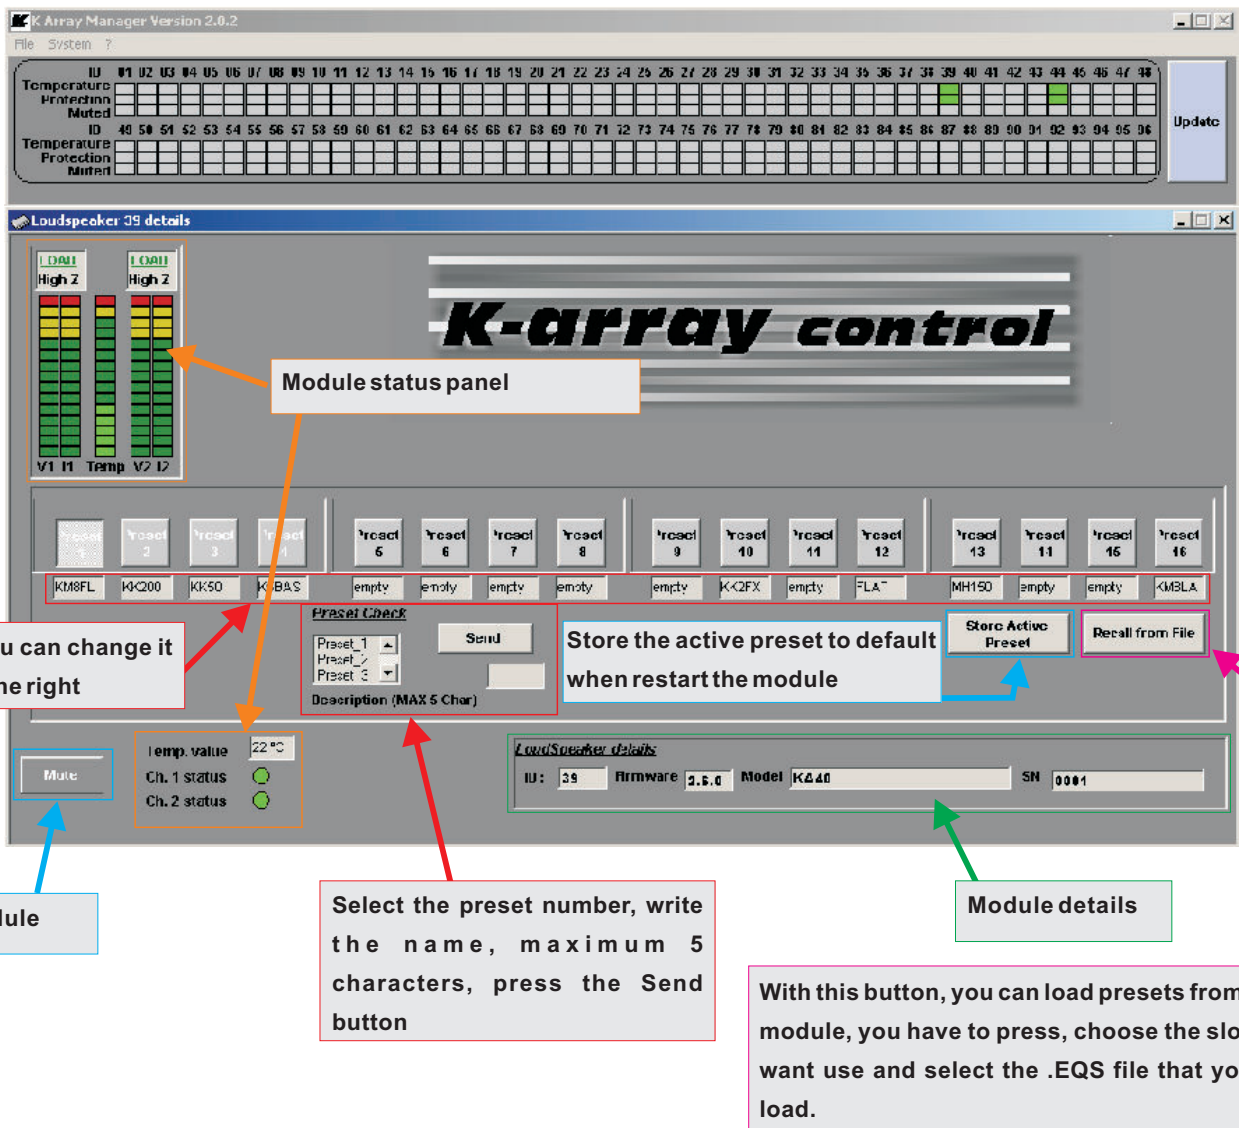 K Array Manager Version 2.0.2
File System ?
ID 01 02 03 04 05 06 07 08 09 10 11 12 13 14 15 16 17 18 19 20 21 22 23 24 25 26 27 28 29 30 31 32 33 34 35 36 37 38 39 40 41 42 43 44 45 46 47 48
Temperature
Protection
Muted
ID 49 50 51 52 53 54 55 56 57 58 59 60 61 62 63 64 65 66 67 68 69 70 71 72 73 74 75 76 77 78 79 80 81 82 83 84 85 86 87 88 89 90 91 92 93 94 95 96
Temperature
Protection
Muted
Update
Loudspeaker 39 details
LOAD LOAD
High Z High Z
K-array control
Module status panel
V1 I1 Temp V2 I2
Preset 1 Preset 2 Preset 3 Preset 4 Preset 5 Preset 6 Preset 7 Preset 8 Preset 9 Preset 10 Preset 11 Preset 12 Preset 13 Preset 14 Preset 15 Preset 16
KM8FL KK200 KK50 BAS empty empty empty empty empty KK2FX empty FLAT MH150 empty empty
Preset Check
Preset_1
Preset_2
Preset_3
Send
Description (MAX 5 Char)
u can change it
he right
Store the active preset to default
when restart the module
Store Active
Preset
Recall from File
Mute
Temp. value 22 °C
Ch. 1 status
Ch. 2 status
LoudSpeaker details
ID: 39 Firmware 2.6.0 Model KA40 SN 0001
dule
Select the preset number, write
the name, maximum 5
characters, press the Send
button
Module details
With this button, you can load presets from
module, you have to press, choose the slo
want use and select the .EQS file that yo
load.